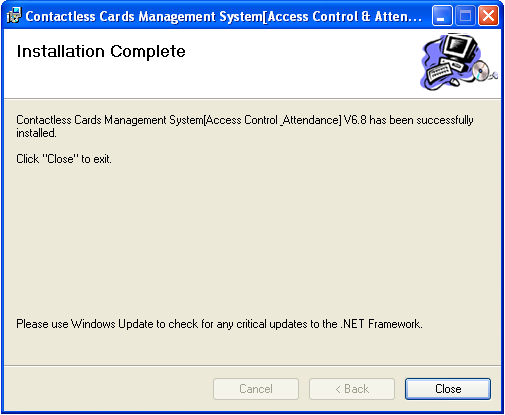 Contactless Cards Management System[Access Control & Atten...
Installation Complete
Contactless Cards Management System[Access Control ,Attendance] V6.8 has been successfully
installed.
Click "Close" to exit.
Please use Windows Update to check for any critical updates to the .NET Framework.
Cancel
< Back
Close